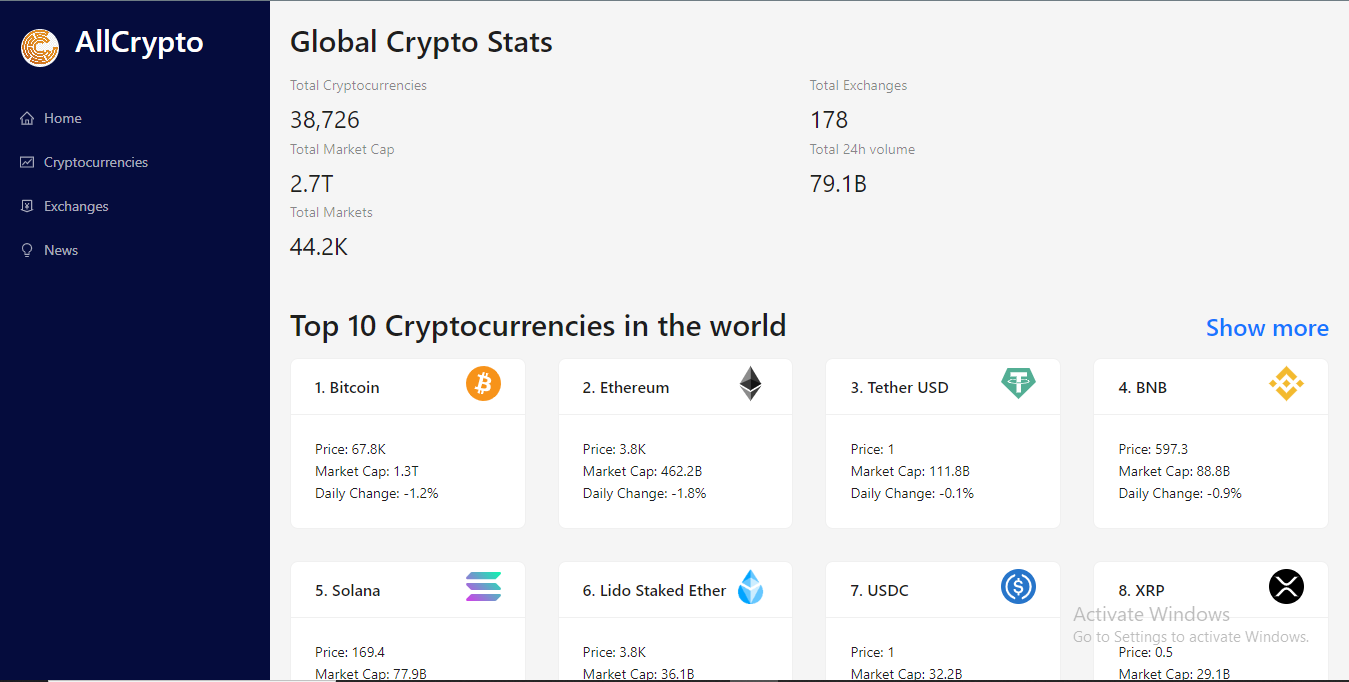 AllCrypto
Home
Cryptocurrencies
Exchanges
News
Global Crypto Stats
Total Cryptocurrencies
38,726
Total Exchanges
178
Total Market Cap
2.7T
Total 24h volume
79.1B
Total Markets
44.2K
Top 10 Cryptocurrencies in the world
Show more
1. Bitcoin
Price: 67.8K
Market Cap: 1.3T
Daily Change: -1.2%
2. Ethereum
Price: 3.8K
Market Cap: 462.2B
Daily Change: -1.8%
3. Tether USD
Price: 1
Market Cap: 111.8B
Daily Change: -0.1%
4. BNB
Price: 597.3
Market Cap: 88.8B
Daily Change: -0.9%
5. Solana
Price: 169.4
Market Cap: 77.9B
6. Lido Staked Ether
Price: 3.8K
Market Cap: 36.1B
7. USDC
Price: 1
Market Cap: 32.2B
8. XRP
Price: 0.5
Market Cap: 29.1B
Activate Windows
Go to Settings to activate Windows.